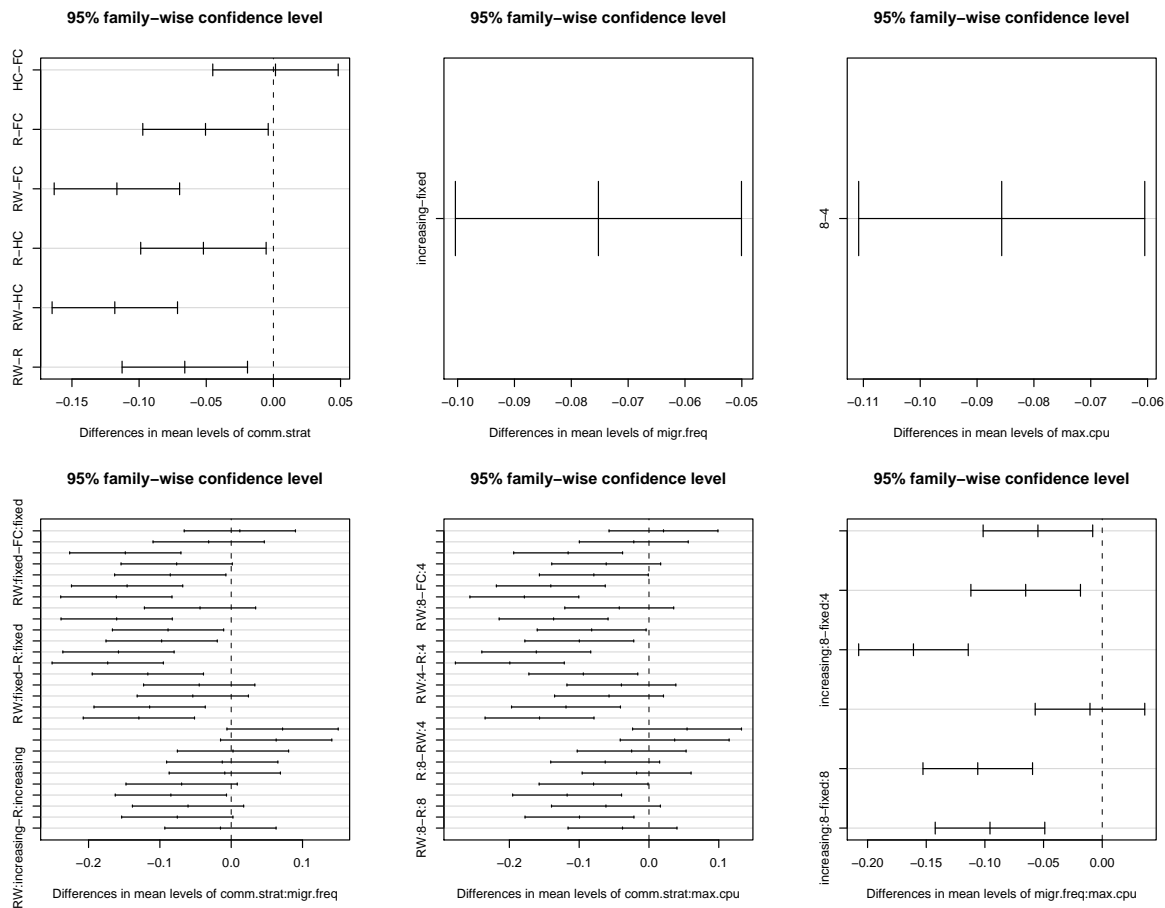 95% family−wise confidence level
HC−FC
R−FC
RW−FC
R−HC
RW−HC
RW−R
−0.15 −0.10 −0.05 0.00 0.05
Differences in mean levels of comm.strat
95% family−wise confidence level
increasing−fixed
−0.10 −0.09 −0.08 −0.07 −0.06 −0.05
Differences in mean levels of migr.freq
95% family−wise confidence level
8−4
−0.11 −0.10 −0.09 −0.08 −0.07 −0.06
Differences in mean levels of max.cpu
95% family−wise confidence level
RW:fixed−FC:fixed
RW:fixed−R:fixed
RW:increasing−R:increasing
−0.2 −0.1 0.0 0.1
Differences in mean levels of comm.strat:migr.freq
95% family−wise confidence level
RW:8−FC:4
RW:4−R:4
R:8−RW:4
RW:8−R:8
−0.2 −0.1 0.0 0.1
Differences in mean levels of comm.strat:max.cpu
95% family−wise confidence level
increasing:8−fixed:4
increasing:8−fixed:8
−0.20 −0.15 −0.10 −0.05 0.00
Differences in mean levels of migr.freq:max.cpu